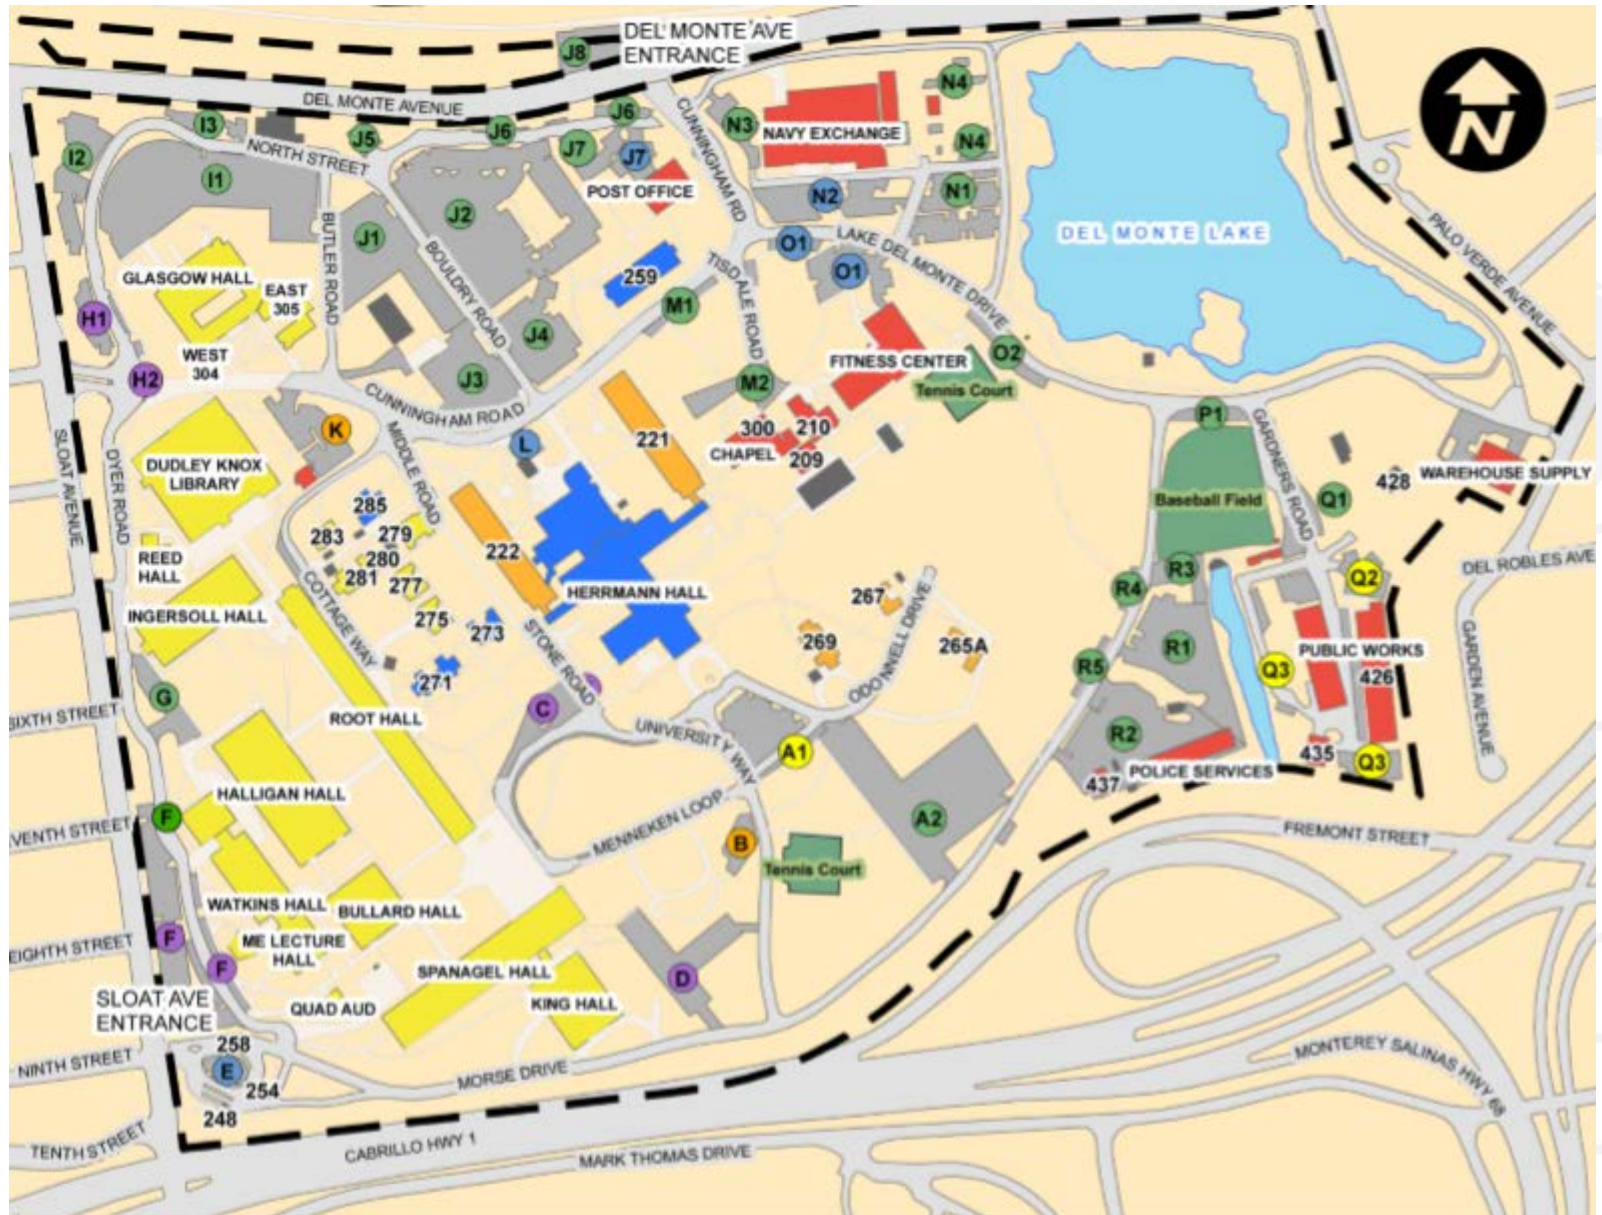 DEL MONTE AVE
ENTRANCE
J8
DEL MONTE AVENUE
N4
I3
J5
J6
J6
CUNNINGHAM RD
N3
NAVY EXCHANGE
N4
N
I2
NORTH STREET
J7
J7
I1
POST OFFICE
N2
N1
J2
BUTLER ROAD
J1
BOULDRY ROAD
O1
LAKE DEL MONTE DRIVE
DEL MONTE LAKE
PALO VERDE AVENUE
GLASGOW HALL
EAST
305
259
TISDALE ROAD
O1
H1
M1
J4
O2
WEST
304
FITNESS CENTER
H2
J3
M2
Tennis Court
CUNNINGHAM ROAD
P1
GARDNERS ROAD
SLOAT AVENUE
DYER ROAD
K
MIDDLE ROAD
L
221
300
210
CHAPEL
209
DUDLEY KNOX
LIBRARY
428
WAREHOUSE SUPPLY
285
Baseball Field
Q1
283
279
280
222
REED
HALL
281
277
COTTAGE WAY
R3
DEL ROBLES AVE
Q2
R4
HERRMANN HALL
267
INGERSOLL HALL
275
273
STONE ROAD
269
ODONNELL DRIVE
265A
R1
PUBLIC WORKS
GARDEN AVENUE
R5
Q3
426
271
G
SIXTH STREET
ROOT HALL
C
UNIVERSITY WAY
A1
R2
435
Q3
POLICE SERVICES
437
HALLIGAN HALL
F
VENTH STREET
MENNEKEN LOOP
A2
FREMONT STREET
B
Tennis Court
WATKINS HALL
BULLARD HALL
F
EIGHTH STREET
ME LECTURE
HALL
F
SPANAGEL HALL
D
SLOAT AVE
ENTRANCE
QUAD AUD
KING HALL
258
NINTH STREET
E
254
MORSE DRIVE
MONTEREY SALINAS HWY 68
248
TENTH STREET
CABRILLO HWY 1
MARK THOMAS DRIVE